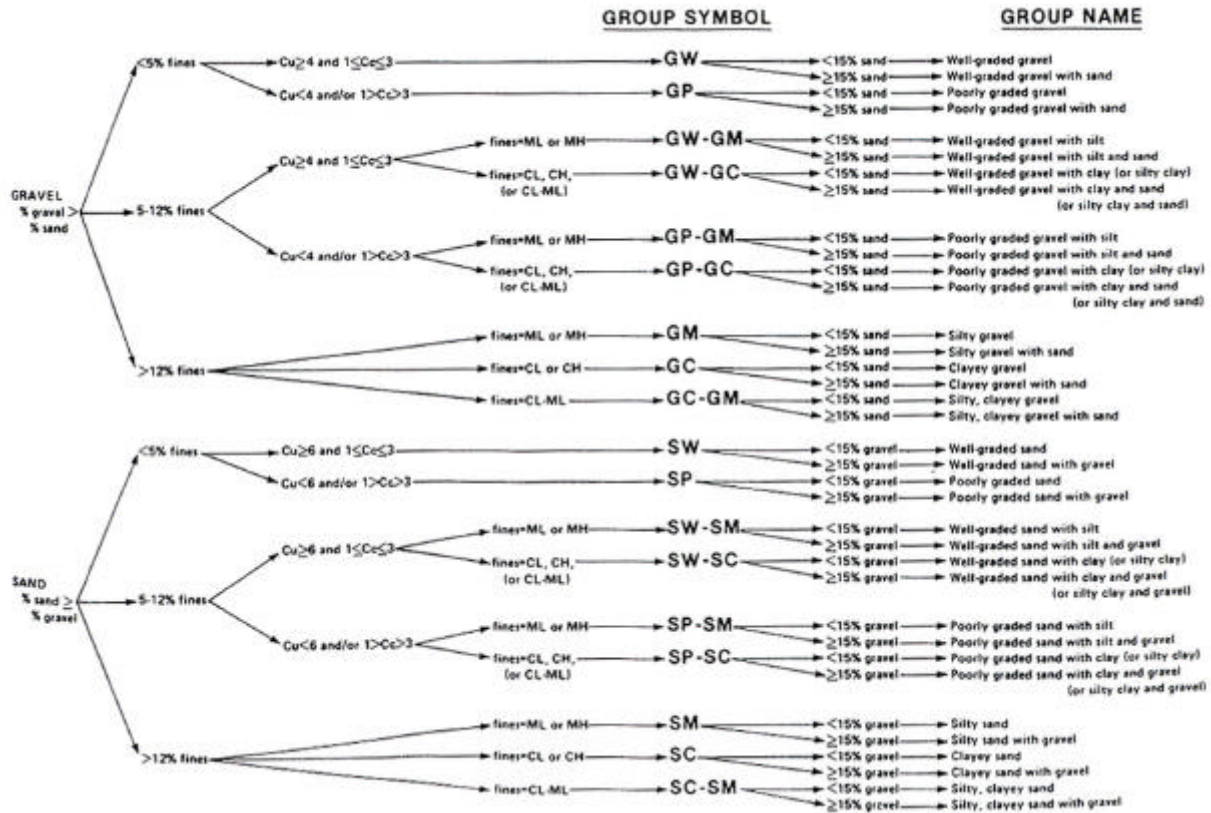 GROUP SYMBOL GROUP NAME
<5% fines Cu≥4 and 1≤Cc≤3 GW <15% sand Well-graded gravel
≥15% sand Well-graded gravel with sand
Cu<4 and/or 1>Cc>3 GP <15% sand Poorly graded gravel
≥15% sand Poorly graded gravel with sand
Cu≥4 and 1≤Cc≤3 fines=ML or MH GW-GM <15% sand Well-graded gravel with silt
≥15% sand Well-graded gravel with silt and sand
fines=CL, CH, GW-GC <15% sand Well-graded gravel with clay (or silty clay)
(or CL-ML) ≥15% sand Well-graded gravel with clay and sand
(or silty clay and sand)
GRAVEL
% gravel > 5-12% fines
% sand
Cu<4 and/or 1>Cc>3 fines=ML or MH GP-GM <15% sand Poorly graded gravel with silt
≥15% sand Poorly graded gravel with silt and sand
fines=CL, CH, GP-GC <15% sand Poorly graded gravel with clay (or silty clay)
(or CL-ML) ≥15% sand Poorly graded gravel with clay and sand
(or silty clay and sand)
>12% fines fines=ML or MH GM <15% sand Silty gravel
≥15% sand Silty gravel with sand
fines=CL or CH GC <15% sand Clayey gravel
≥15% sand Clayey gravel with sand
fines=CL-ML GC-GM <15% sand Silty, clayey gravel
≥15% sand Silty, clayey gravel with sand
<5% fines Cu≥6 and 1≤Cc≤3 SW <15% gravel Well-graded sand
≥15% gravel Well-graded sand with gravel
Cu<6 and/or 1>Cc>3 SP <15% gravel Poorly graded sand
≥15% gravel Poorly graded sand with gravel
Cu≥6 and 1≤Cc≤3 fines=ML or MH SW-SM <15% gravel Well-graded sand with silt
≥15% gravel Well-graded sand with silt and gravel
fines=CL, CH, SW-SC <15% gravel Well-graded sand with clay (or silty clay)
(or CL-ML) ≥15% gravel Well-graded sand with clay and gravel
(or silty clay and gravel)
SAND
% sand ≥ 5-12% fines
% gravel
Cu<6 and/or 1>Cc>3 fines=ML or MH SP-SM <15% gravel Poorly graded sand with silt
≥15% gravel Poorly graded sand with silt and gravel
fines=CL, CH, SP-SC <15% gravel Poorly graded sand with clay (or silty clay)
(or CL-ML) ≥15% gravel Poorly graded sand with clay and gravel
(or silty clay and gravel)
>12% fines fines=ML or MH SM <15% gravel Silty sand
≥15% gravel Silty sand with gravel
fines=CL or CH SC <15% gravel Clayey sand
≥15% gravel Clayey sand with gravel
fines=CL-ML SC-SM <15% gravel Silty, clayey sand
≥15% gravel Silty, clayey sand with gravel